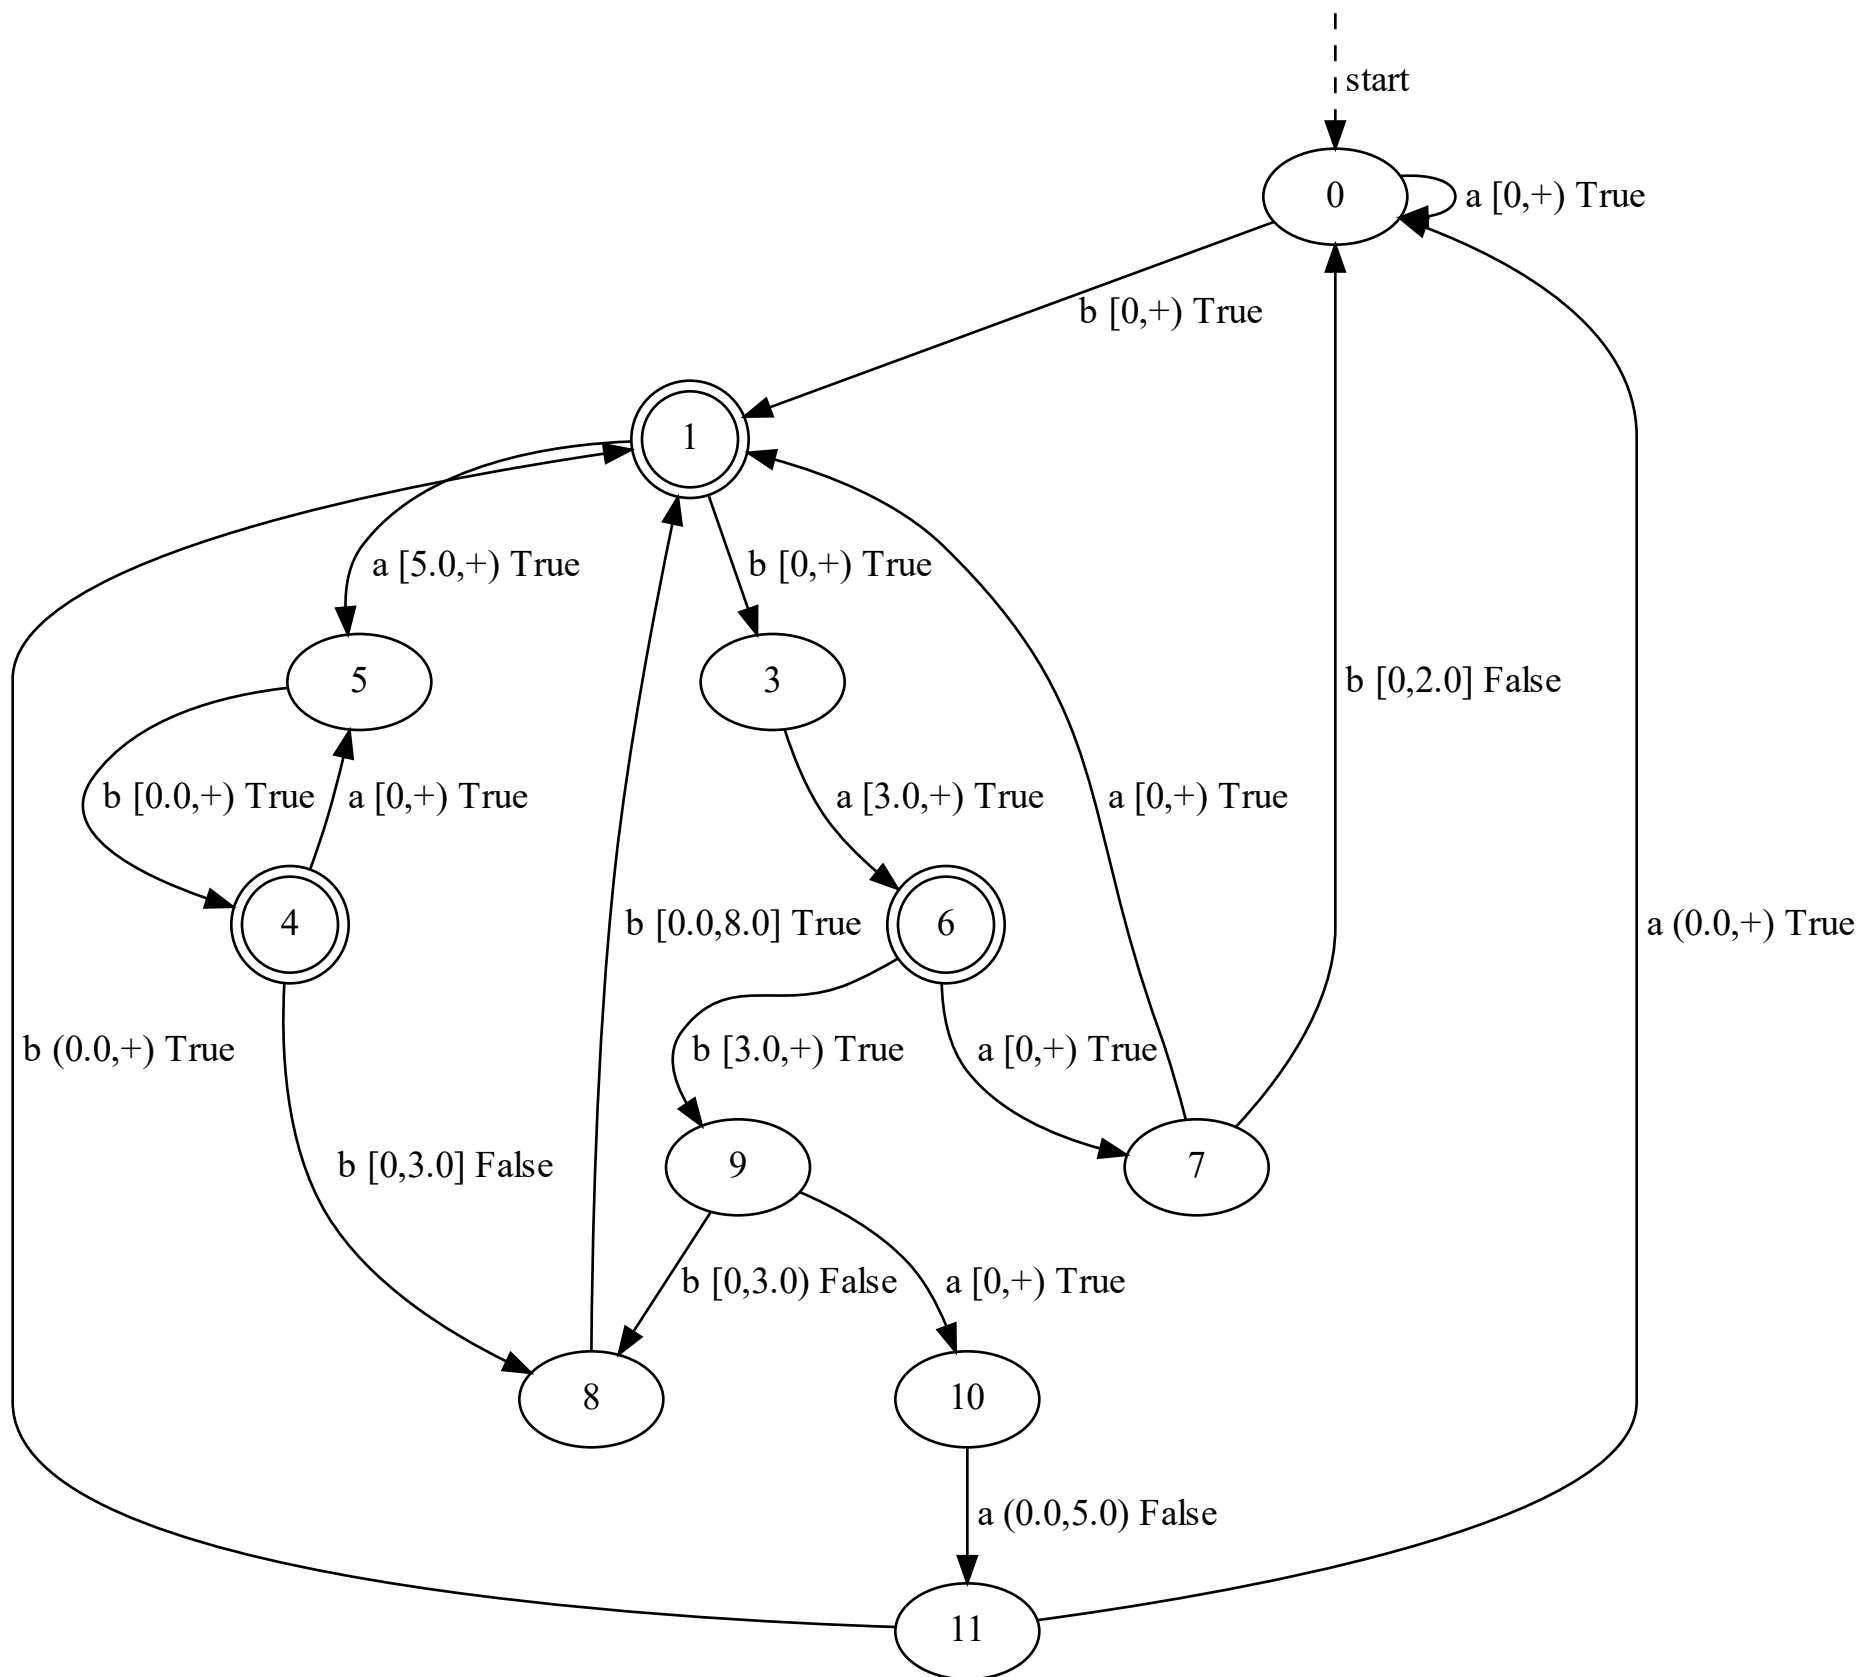 start
0
a [0,+) True
b [0,+) True
1
a [5.0,+) True
b [0,+) True
5
3
b [0,2.0] False
b [0.0,+) True
a [0,+) True
a [3.0,+) True
a [0,+) True
4
b [0.0,8.0] True
6
a (0.0,+) True
b (0.0,+) True
b [3.0,+) True
a [0,+) True
b [0,3.0] False
9
7
b [0,3.0) False
a [0,+) True
8
10
a (0.0,5.0) False
11